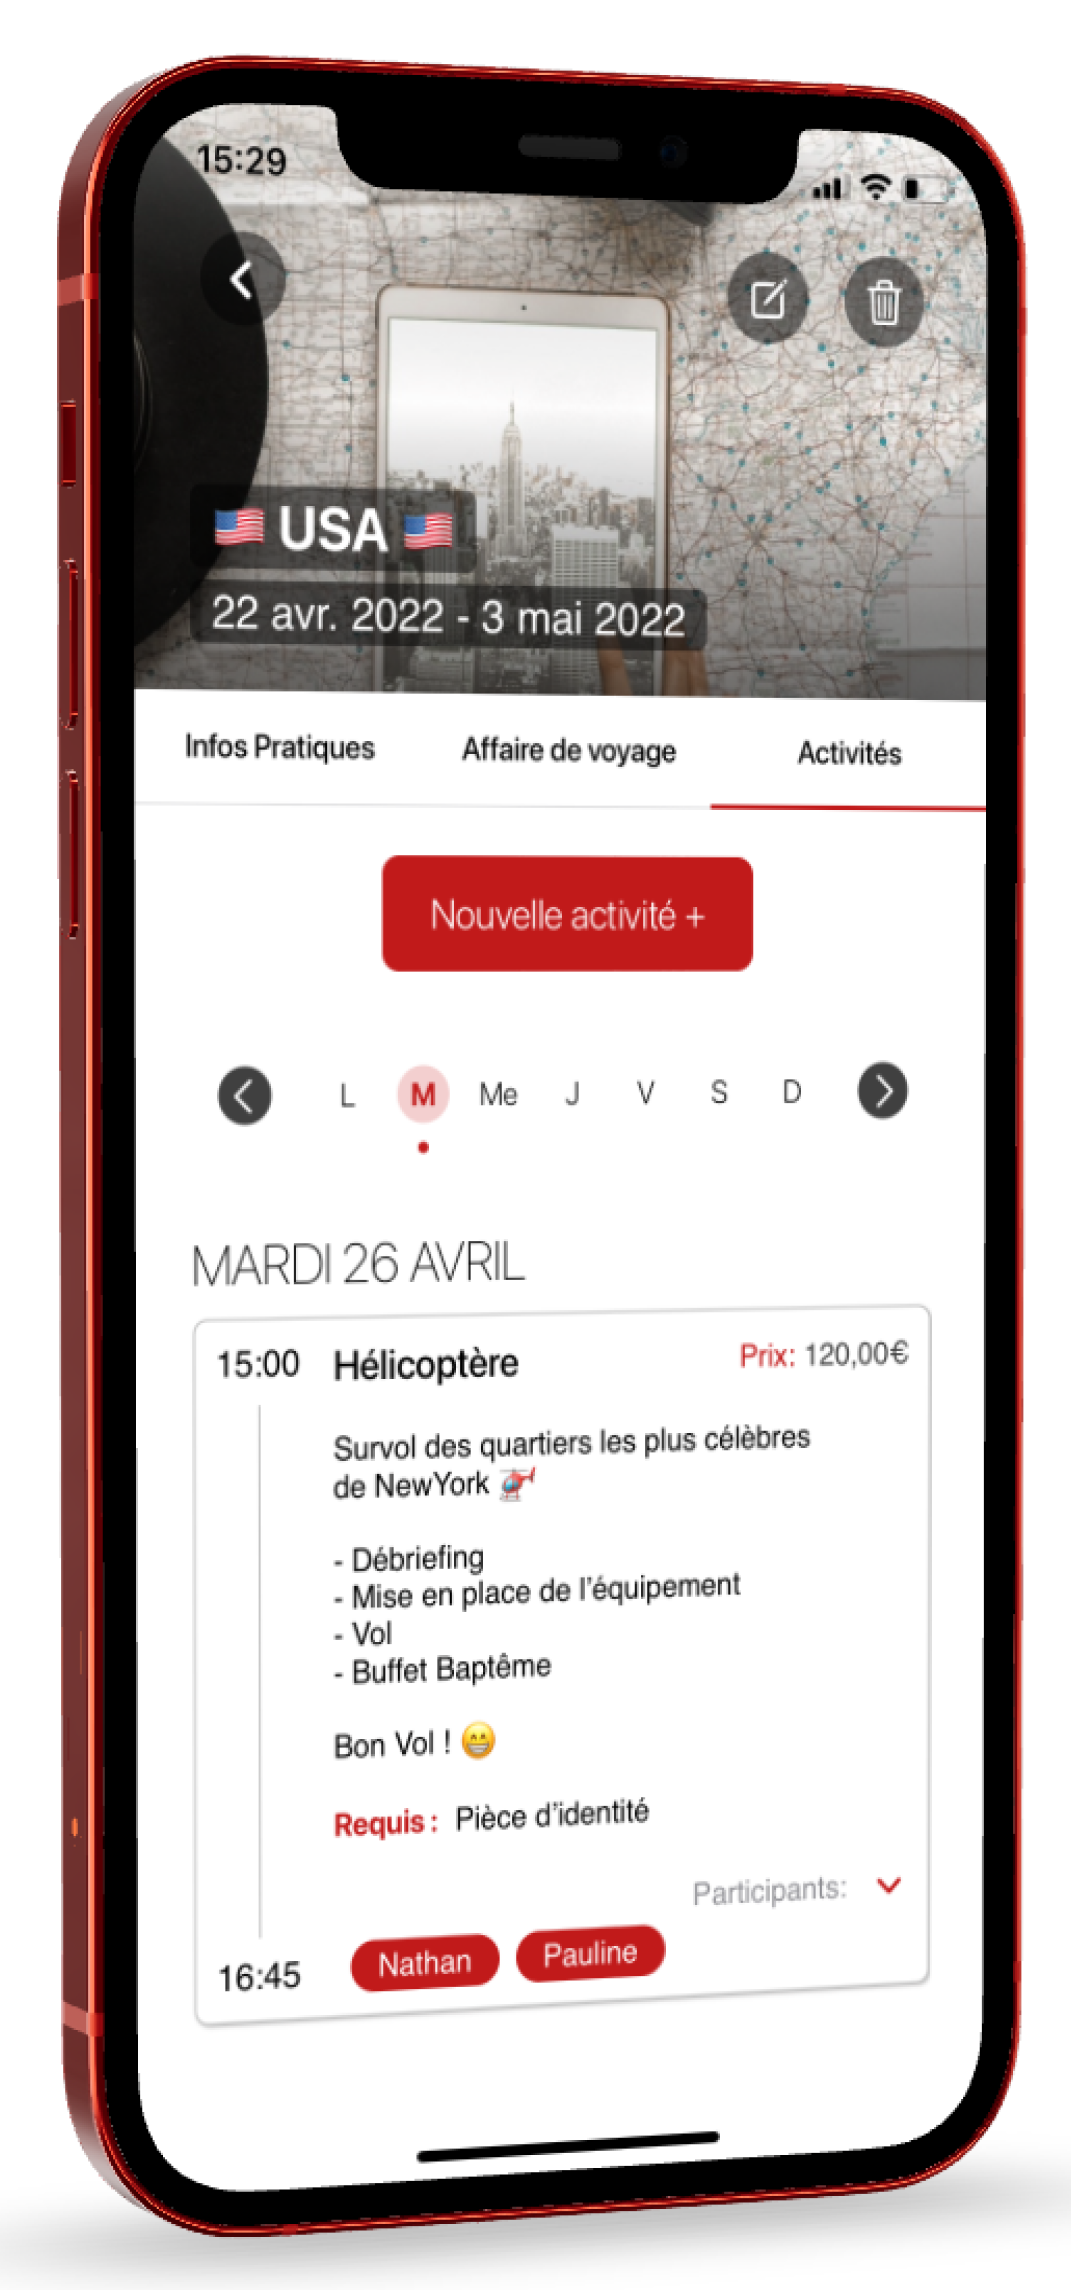 15:29
🇺🇸 USA 🇺🇸
22 avr. 2022 - 3 mai 2022
Infos Pratiques Affaire de voyage Activités
Nouvelle activité +
L M Me J V S D
MARDI 26 AVRIL
15:00 Hélicoptère Prix: 120,00€
Survol des quartiers les plus célèbres
de NewYork 🚁
- Débriefing
- Mise en place de l'équipement
- Vol
- Buffet Baptême
Bon Vol ! 😁
Requis : Pièce d'identité
Participants:
16:45 Nathan Pauline